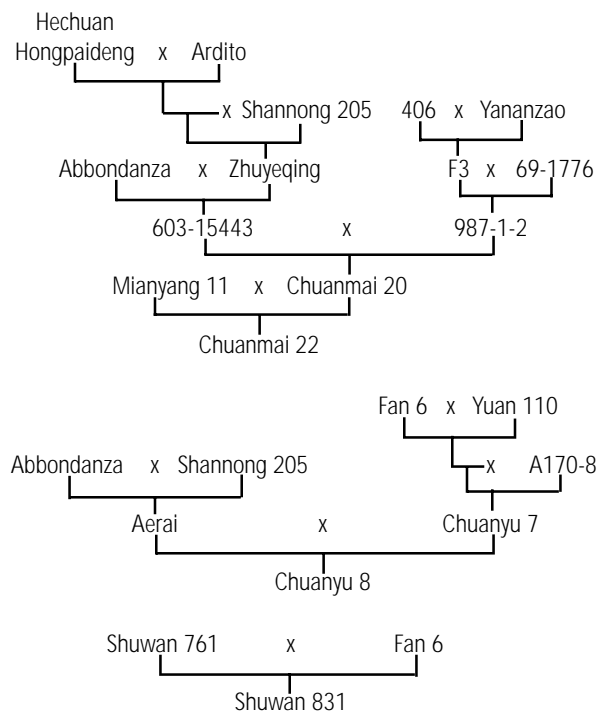 Hechuan
Hongpaideng x Ardito
x Shannong 205 406 x Yananzao
Abbondanza x Zhuyeqing F3 x 69-1776
603-15443 x 987-1-2
Mianyang 11 x Chuanmai 20
Chuanmai 22
Fan 6 x Yuan 110
Abbondanza x Shannong 205 x A170-8
Aerai x Chuanyu 7
Chuanyu 8
Shuwan 761 x Fan 6
Shuwan 831